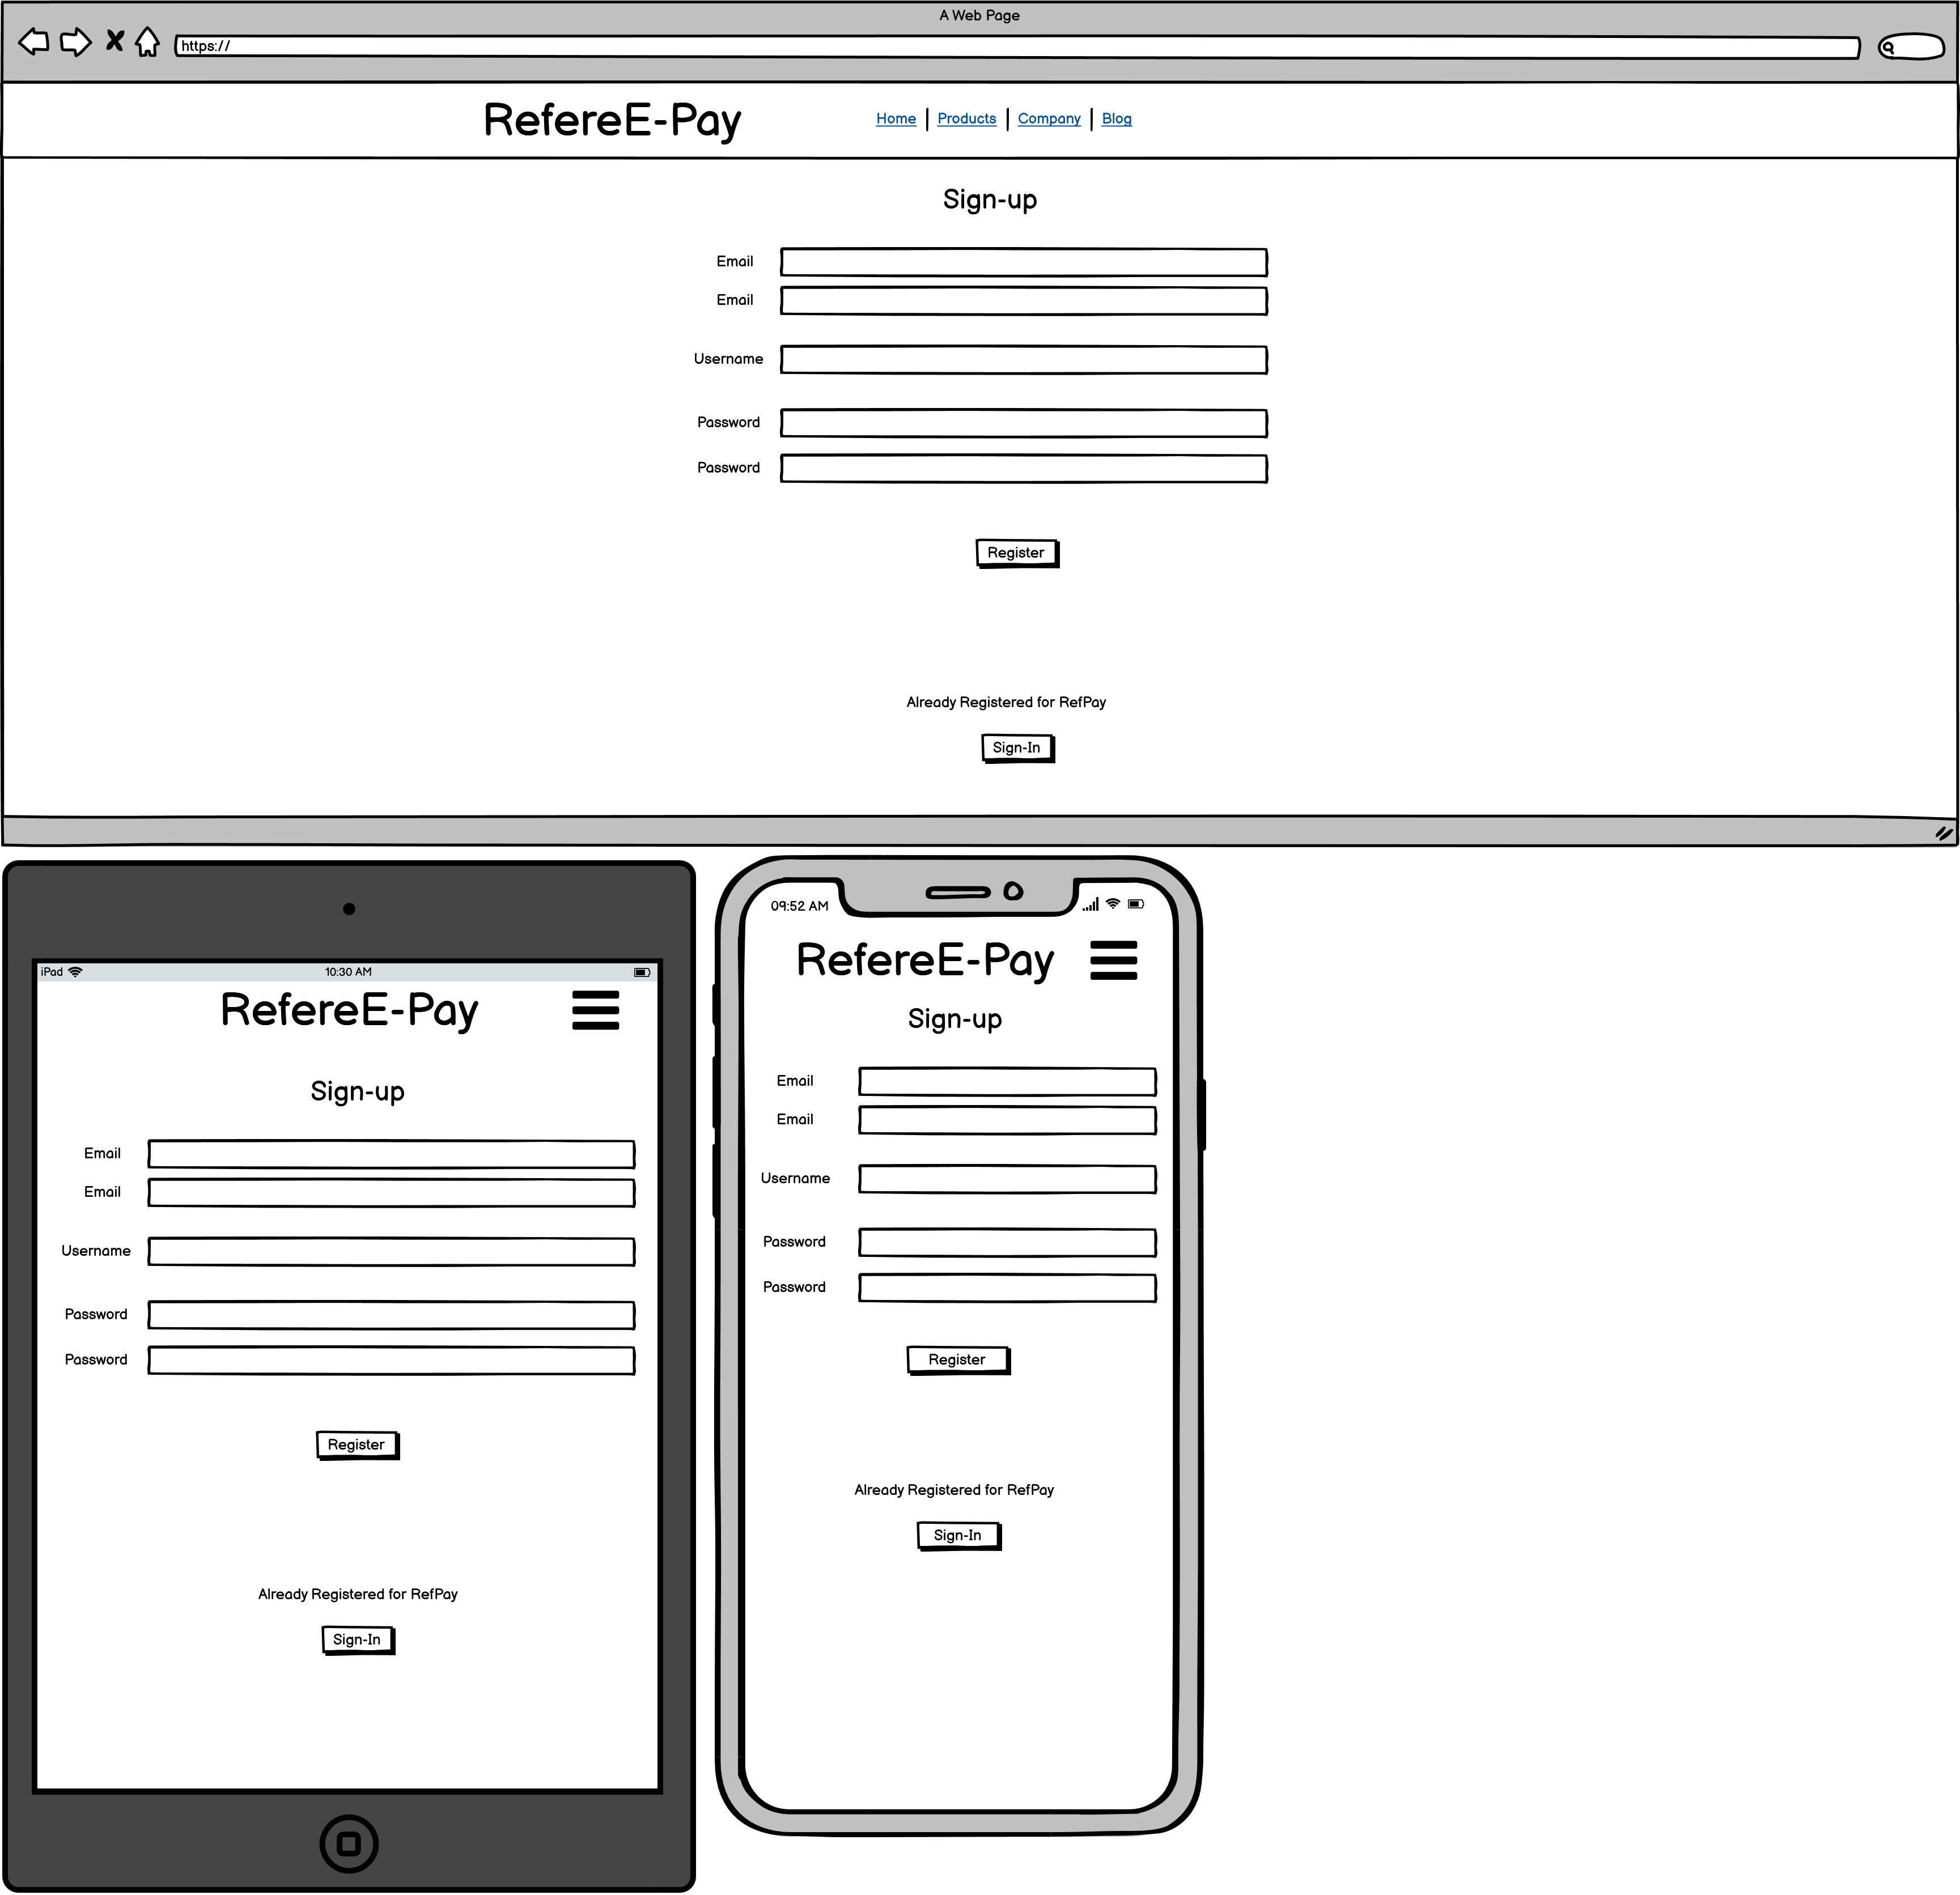 A Web Page
https://
RefereE-Pay
Home | Products | Company | Blog
Sign-up
Email
Email
Username
Password
Password
Register
Already Registered for RefPay
Sign-In
iPad 10:30 AM
RefereE-Pay
Sign-up
Email
Email
Username
Password
Password
Register
Already Registered for RefPay
Sign-In
09:52 AM
RefereE-Pay
Sign-up
Email
Email
Username
Password
Password
Register
Already Registered for RefPay
Sign-In